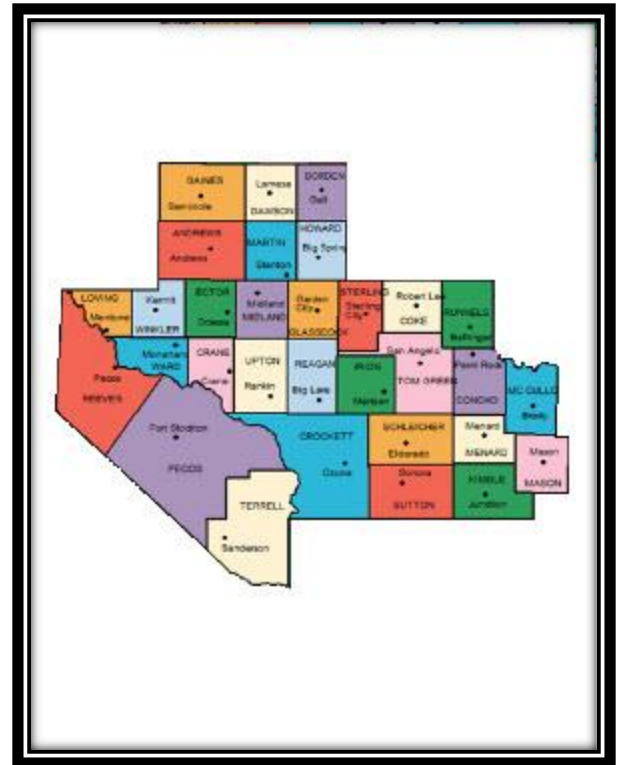 GAINES
Seminole
Lamesa
DAWSON
BORDEN
Gail
ANDREWS
Andrews
MARTIN
Stanton
HOWARD
Big Spring
LOVING
Mentone
Kermit
WINKLER
ECTOR
Odessa
Midland
MIDLAND
Garden
City
GLASSCOCK
STERLING
Sterling
City
Robert Lee
COKE
RUNNELS
Ballinger
Pecos
REEVES
Monahans
WARD
CRANE
Crane
UPTON
Rankin
REAGAN
Big Lake
IRION
Mertzon
San Angelo
TOM GREEN
Paint Rock
CONCHO
MC CULLO
Brady
Fort Stockton
PECOS
CROCKETT
Ozona
SCHLEICHER
Eldorado
Menard
MENARD
Mason
MASON
TERRELL
Sanderson
Sonora
SUTTON
KIMBLE
Junction